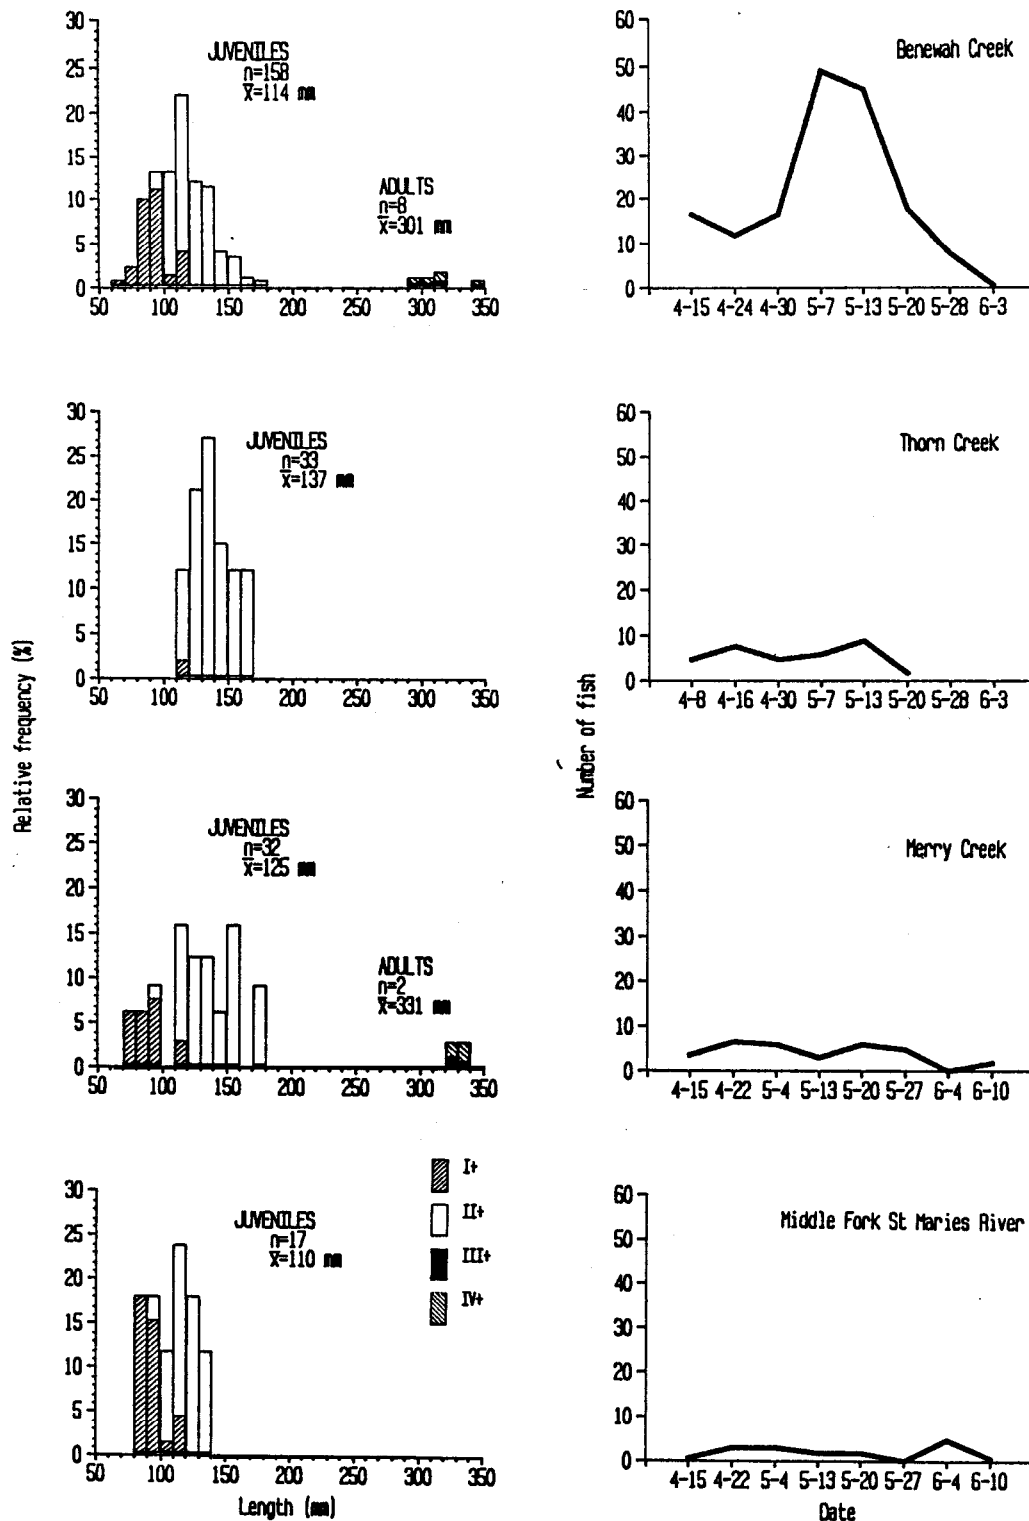 30
25
20
15
10
5
0
50 100 150 200 250 300 350
JUVENILES
n=158
x̅=114 mm
ADULTS
n=8
x̅=301 mm
60
50
40
30
20
10
0
4-15 4-24 4-30 5-7 5-13 5-20 5-28 6-3
Benewah Creek
30
25
20
15
10
5
0
50 100 150 200 250 300 350
JUVENILES
n=33
x̅=137 mm
60
50
40
30
20
10
0
4-8 4-16 4-30 5-7 5-13 5-20 5-28 6-3
Thorn Creek
Relative frequency (%)
Number of fish
30
25
20
15
10
5
0
50 100 150 200 250 300 350
JUVENILES
n=32
x̅=125 mm
ADULTS
n=2
x̅=331 mm
60
50
40
30
20
10
0
4-15 4-22 5-4 5-13 5-20 5-27 6-4 6-10
Merry Creek
30
25
20
15
10
5
0
50 100 150 200 250 300 350
JUVENILES
n=17
x̅=110 mm
I+
II+
III+
IV+
Length (mm)
60
50
40
30
20
10
0
4-15 4-22 5-4 5-13 5-20 5-27 6-4 6-10
Middle Fork St Maries River
Date